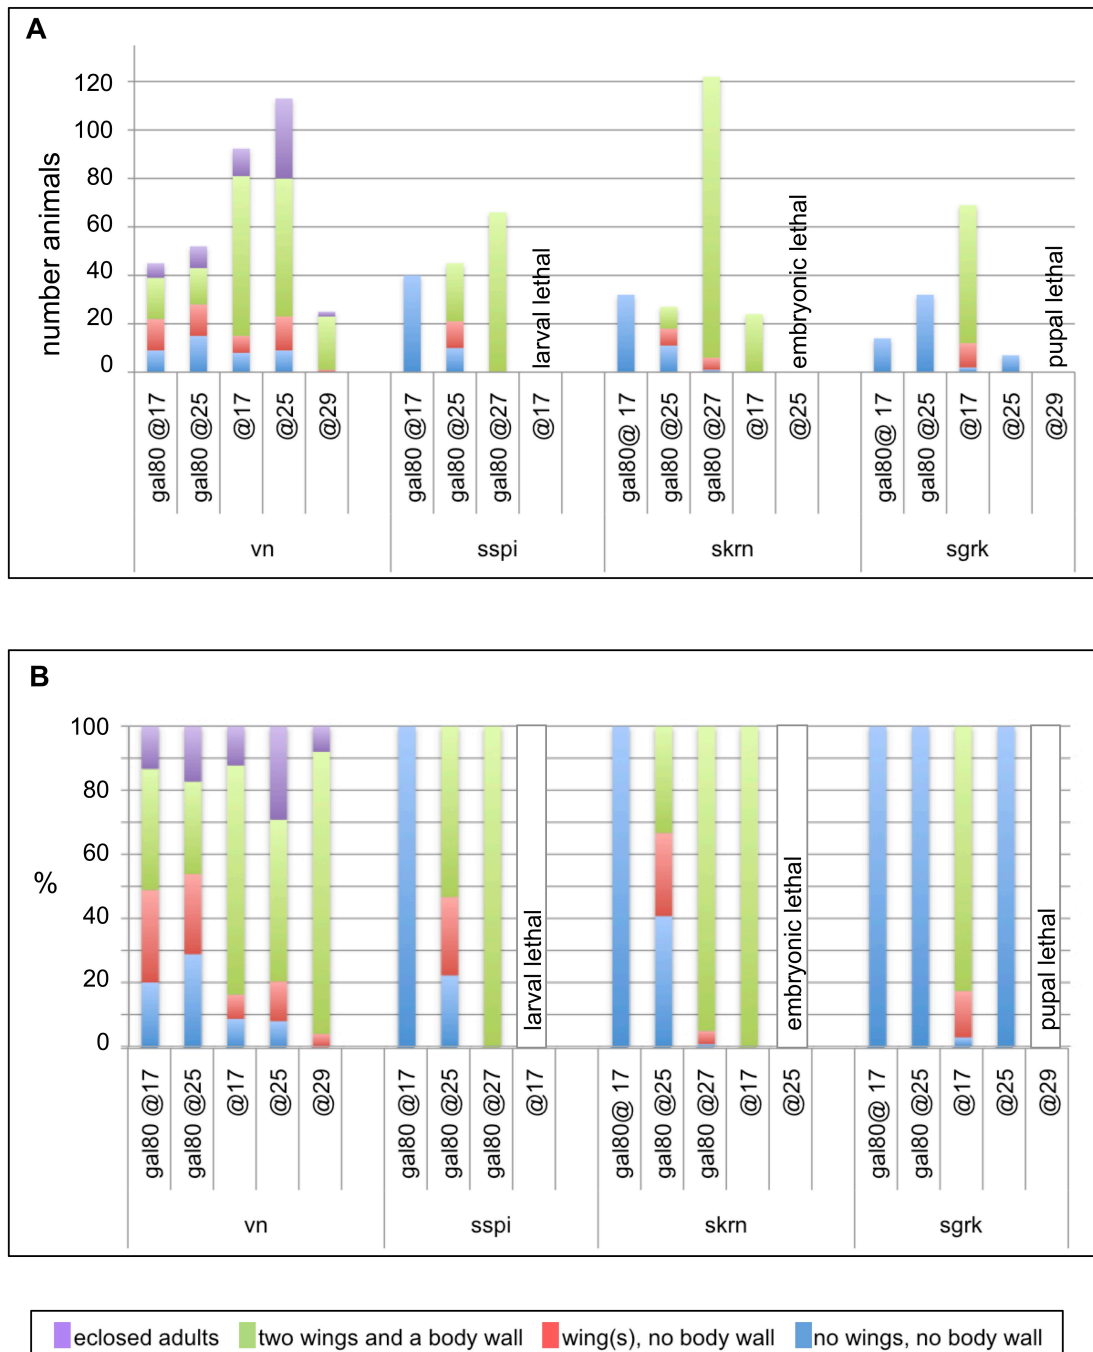 A
number animals
120
100
80
60
40
20
0
larval lethal
embryonic lethal
pupal lethal
gal80 @17
gal80 @25
@17
@25
@29
gal80 @17
gal80 @25
gal80 @27
@17
gal80@ 17
gal80 @25
gal80 @27
@17
@25
gal80@ 17
gal80 @25
@17
@25
@29
vn
sspi
skrn
sgrk
B
%
100
80
60
40
20
0
larval lethal
embryonic lethal
pupal lethal
gal80 @17
gal80 @25
@17
@25
@29
gal80 @17
gal80 @25
gal80 @27
@17
gal80@ 17
gal80 @25
gal80 @27
@17
@25
gal80@ 17
gal80 @25
@17
@25
@29
vn
sspi
skrn
sgrk
eclosed adults two wings and a body wall wing(s), no body wall no wings, no body wall